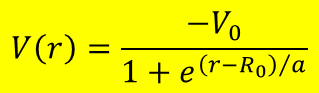 V(r) = −V₀ / (1 + e^((r−R₀)/a))